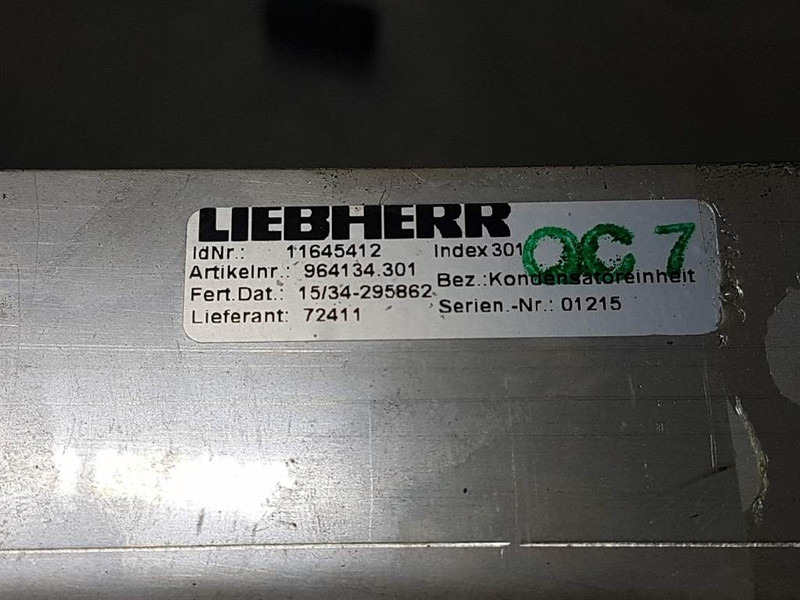 LIEBHERR
IdNr.: 11645412 Index 301
QC 7
Artikelnr.: 964134.301 Bez.:Kondensatoreinheit
Fert.Dat.: 15/34-295862 Serien.-Nr.: 01215
Lieferant: 72411